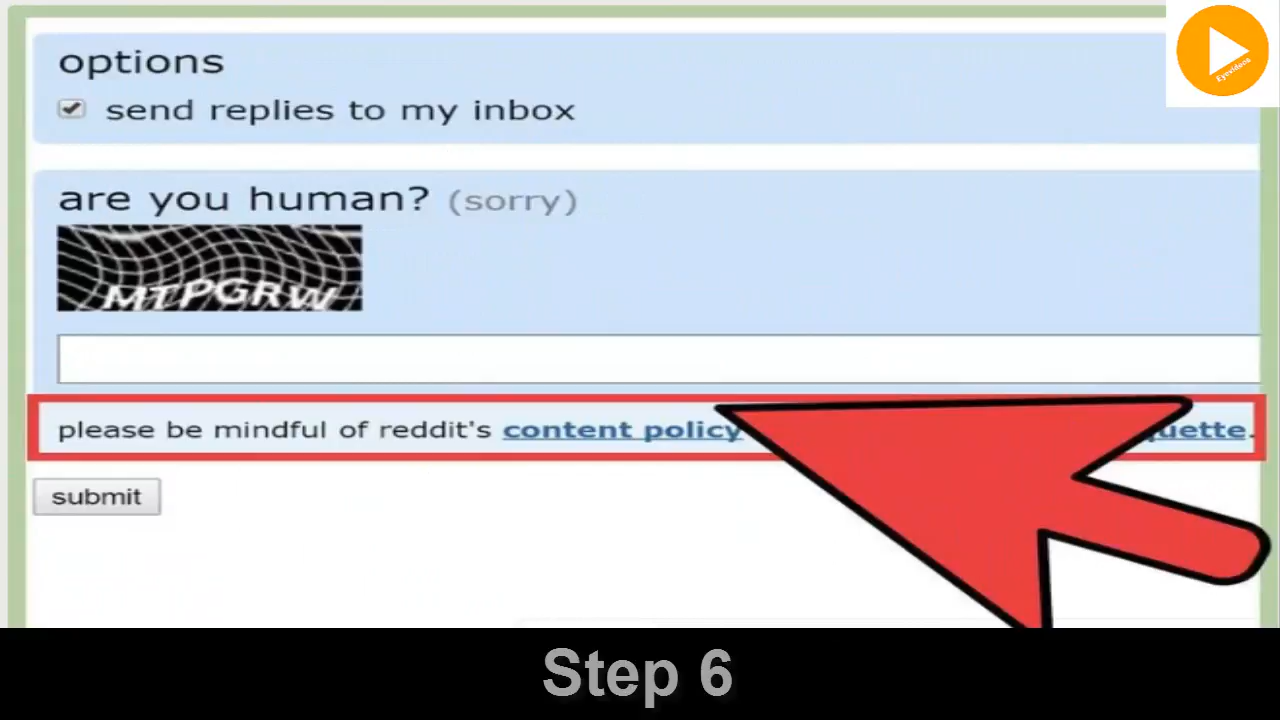 options
send replies to my inbox
are you human? (sorry)
MTPGRW
please be mindful of reddit's content policy
submit
Step 6
Eyevideos